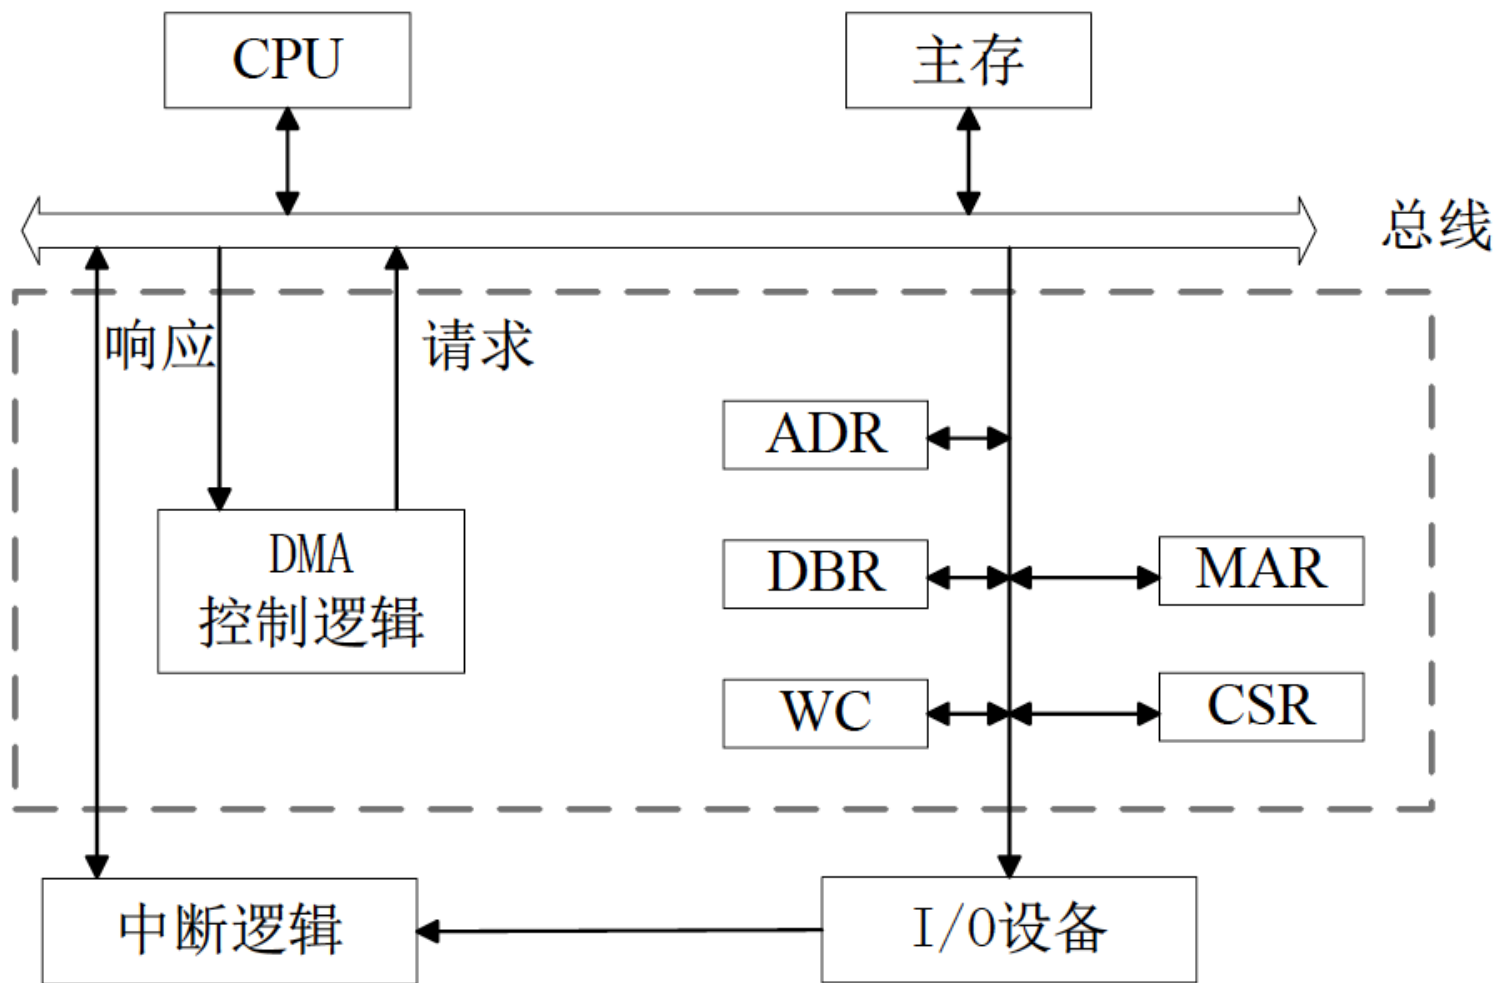 CPU
主存
总线
响应
请求
ADR
DMA
控制逻辑
DBR
MAR
WC
CSR
中断逻辑
I/O设备